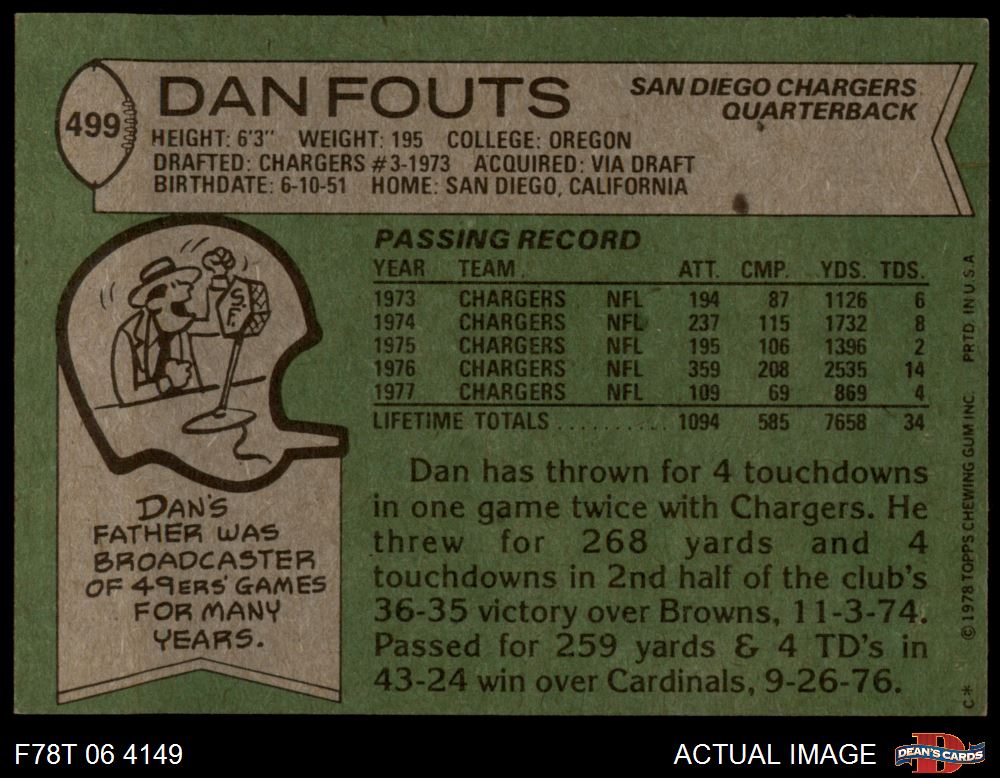 499
DAN FOUTS
SAN DIEGO CHARGERS
QUARTERBACK
HEIGHT: 6'3" WEIGHT: 195 COLLEGE: OREGON
DRAFTED: CHARGERS #3-1973 ACQUIRED: VIA DRAFT
BIRTHDATE: 6-10-51 HOME: SAN DIEGO, CALIFORNIA
S.F.
DAN'S
FATHER WAS
BROADCASTER
OF 49ERS' GAMES
FOR MANY
YEARS.
PASSING RECORD
YEAR TEAM ATT. CMP. YDS. TDS.
1973 CHARGERS NFL 194 87 1126 6
1974 CHARGERS NFL 237 115 1732 8
1975 CHARGERS NFL 195 106 1396 2
1976 CHARGERS NFL 359 208 2535 14
1977 CHARGERS NFL 109 69 869 4
LIFETIME TOTALS .......... 1094 585 7658 34
Dan has thrown for 4 touchdowns
in one game twice with Chargers. He
threw for 268 yards and 4
touchdowns in 2nd half of the club's
36-35 victory over Browns, 11-3-74.
Passed for 259 yards & 4 TD's in
43-24 win over Cardinals, 9-26-76.
C* © 1978 TOPPS CHEWING GUM INC. PRTD. IN U.S.A
F78T 06 4149
ACTUAL IMAGE
D
DEAN'S CARDS